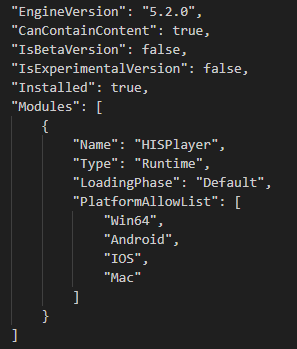 "EngineVersion": "5.2.0",
"CanContainContent": true,
"IsBetaVersion": false,
"IsExperimentalVersion": false,
"Installed": true,
"Modules": [
{
"Name": "HISPlayer",
"Type": "Runtime",
"LoadingPhase": "Default",
"PlatformAllowList": [
"Win64",
"Android",
"IOS",
"Mac"
]
}
]